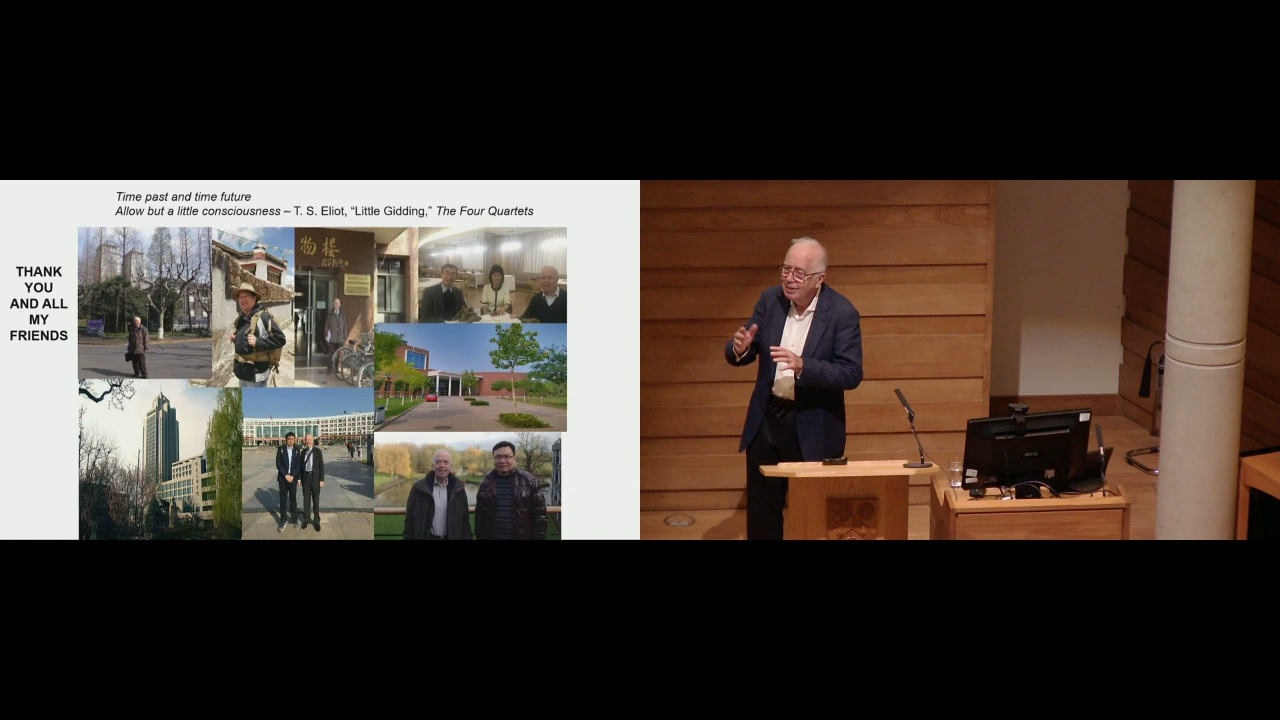 Time past and time future
Allow but a little consciousness – T. S. Eliot, “Little Gidding,” The Four Quartets
THANK
YOU
AND ALL
MY
FRIENDS
物楼